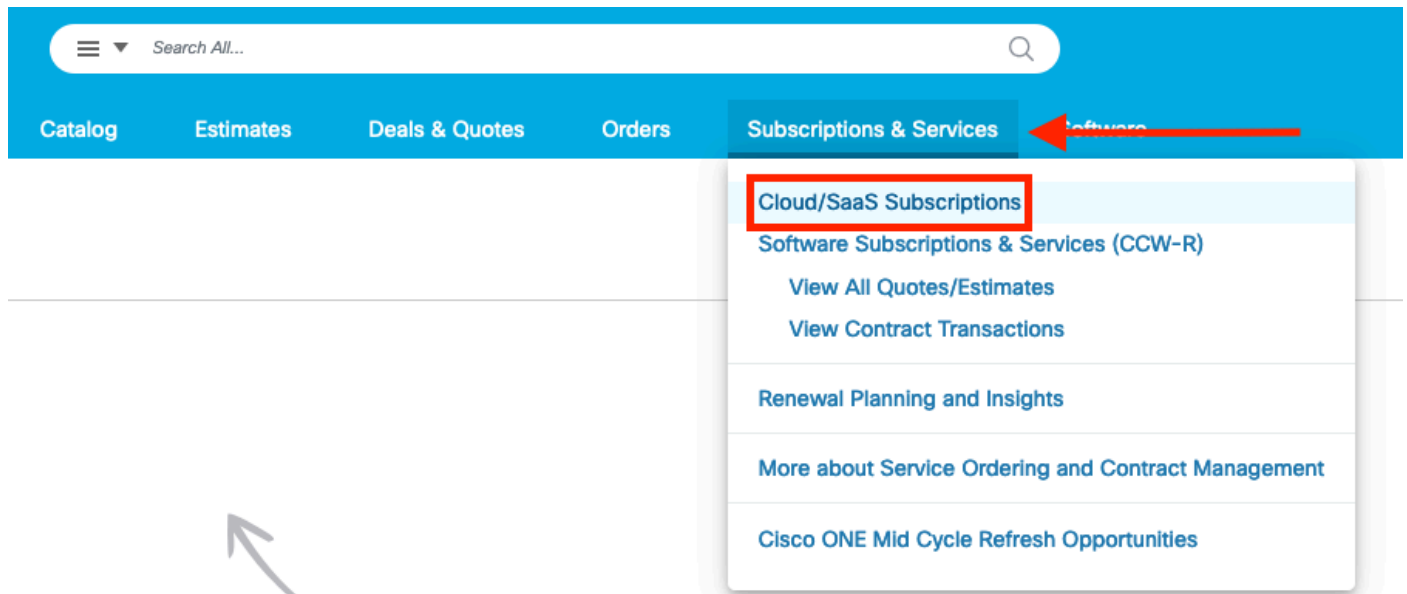 Search All...
Catalog Estimates Deals & Quotes Orders Subscriptions & Services Software
Cloud/SaaS Subscriptions
Software Subscriptions & Services (CCW-R)
View All Quotes/Estimates
View Contract Transactions
Renewal Planning and Insights
More about Service Ordering and Contract Management
Cisco ONE Mid Cycle Refresh Opportunities